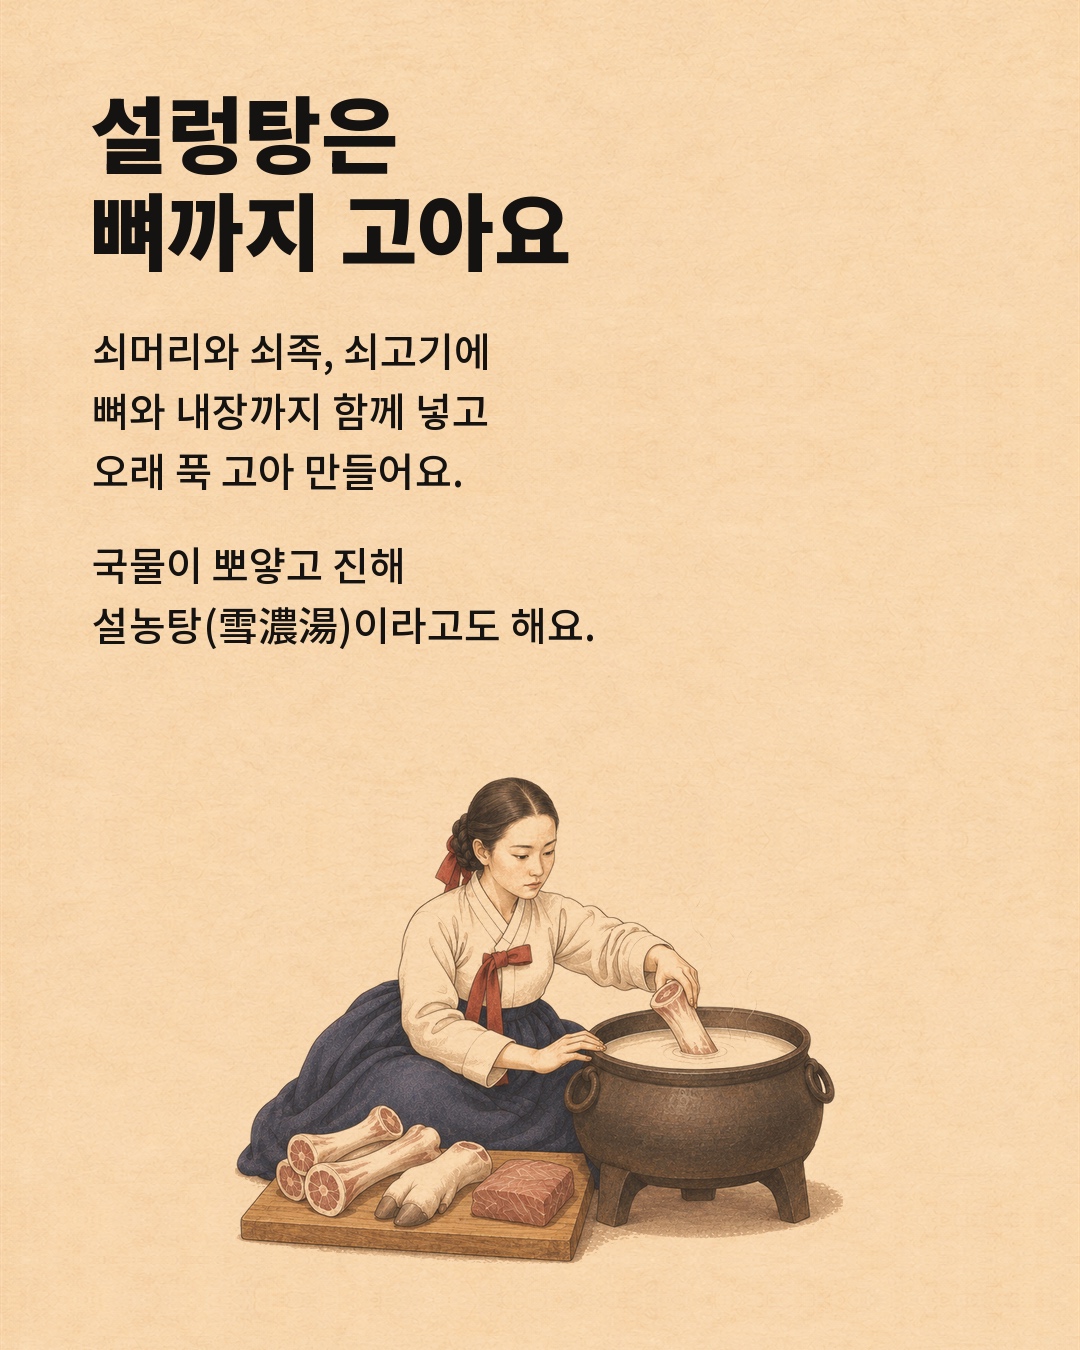 설렁탕은
뼈까지 고아요
쇠머리와 쇠족, 쇠고기에
뼈와 내장까지 함께 넣고
오래 푹 고아 만들어요.
국물이 뽀얗고 진해
설농탕(雪濃湯)이라고도 해요.